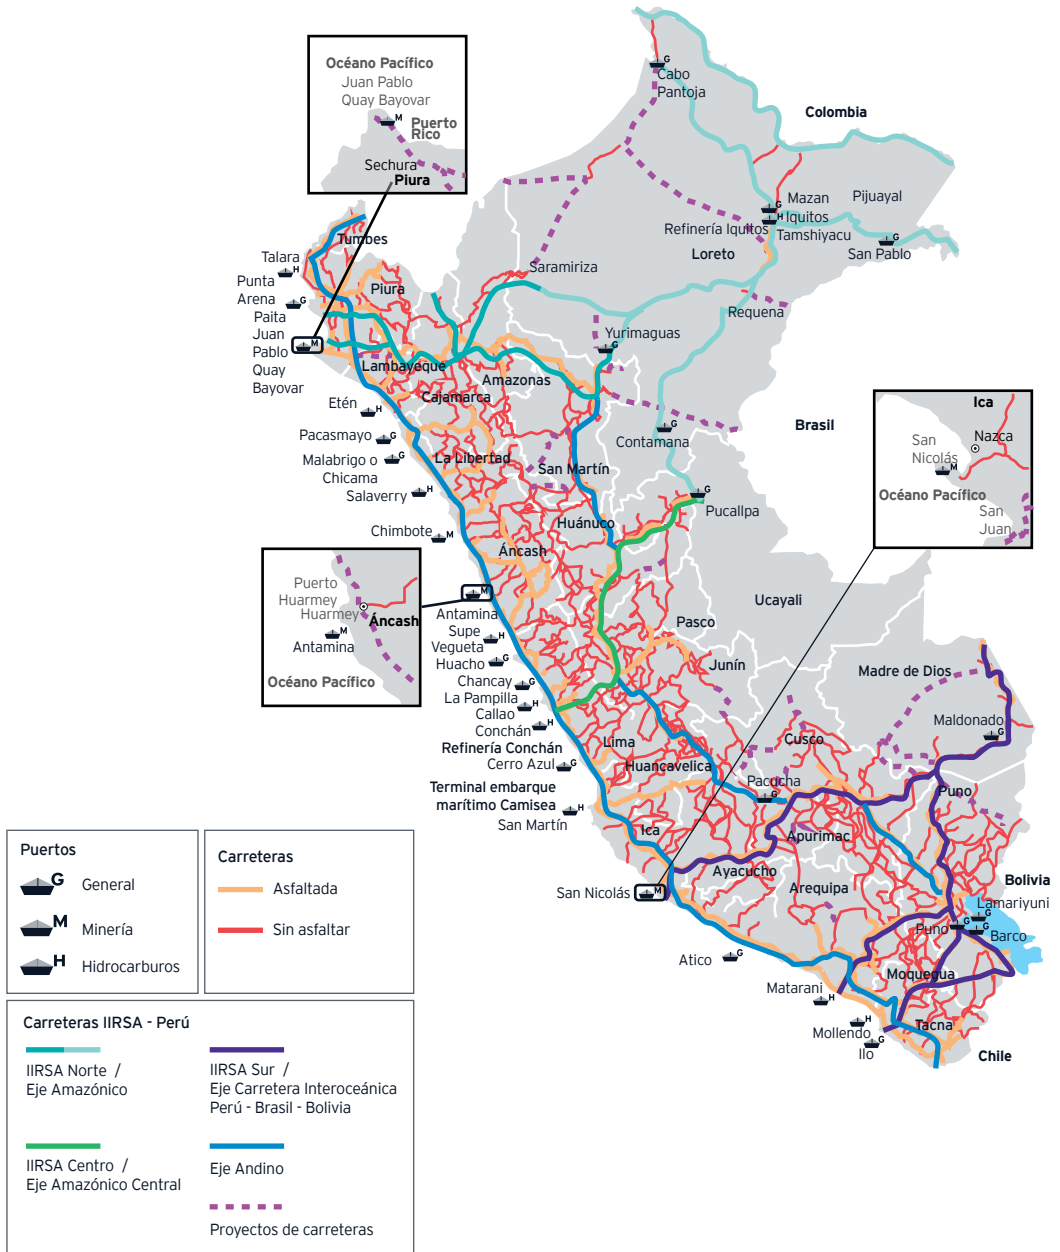 Océano Pacífico
Juan Pablo
Quay Bayovar
M
Puerto
Rico
Sechura
Piura
G
Cabo
Pantoja
Colombia
Mazan
Pijuayal
G
H
Iquitos
Refinería Iquitos
Tamshiyacu
G
San Pablo
Loreto
Tumbes
Talara
H
Punta
Arena
G
Paita
Juan
Pablo
M
Quay
Bayovar
Piura
Saramiriza
Requena
Yurimaguas
G
Lambayeque
Amazonas
Cajamarca
Etén
H
Pacasmayo
G
Malabrigo o
Chicama
G
Salaverry
H
La Libertad
San Martín
Contamana
G
Brasil
G
Pucallpa
Huánuco
Chimbote
M
Áncash
Ica
Nazca
San
Nicolás
M
Océano Pacífico
San
Juan
Puerto
Huarmey
Huarmey
Áncash
M
Antamina
Océano Pacífico
M
Antamina
Supe
H
Vegueta
Huacho
G
Chancay
G
La Pampilla
H
Callao
Conchán
H
Refinería Conchán
Cerro Azul
G
Terminal embarque
marítimo Camisea
H
San Martín
Ucayali
Pasco
Junín
Madre de Dios
Maldonado
G
Lima
Huancavelica
Cusco
Pacucha
G
Puno
Ica
Apurimac
Ayacucho
Arequipa
San Nicolás
M
Bolivia
Lamariyuni
G
Puno
G
G
Barco
Atico
G
Moquegua
Matarani
H
Mollendo
H
Ilo
G
Tacna
Chile
Puertos
G
General
M
Minería
H
Hidrocarburos
Carreteras
Asfaltada
Sin asfaltar
Carreteras IIRSA - Perú
IIRSA Norte /
Eje Amazónico
IIRSA Sur /
Eje Carretera Interoceánica
Perú - Brasil - Bolivia
IIRSA Centro /
Eje Amazónico Central
Eje Andino
Proyectos de carreteras